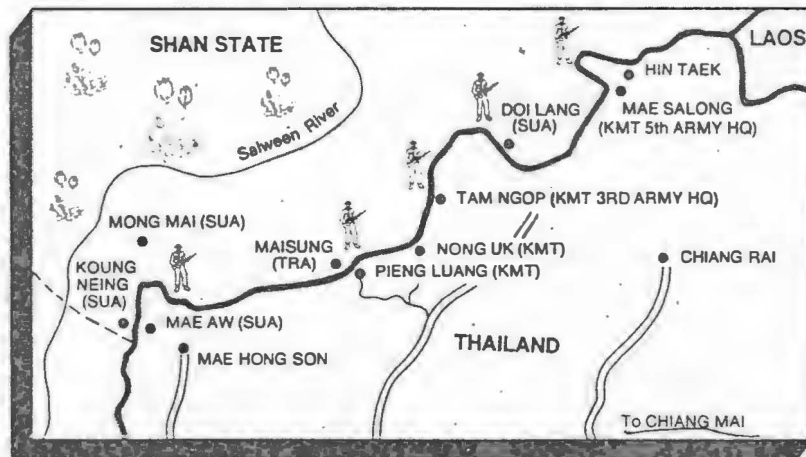 SHAN STATE
LAOS
HIN TAEK
DOI LANG
(SUA)
MAE SALONG
(KMT 5th ARMY HQ)
Salween River
TAM NGOP (KMT 3RD ARMY HQ)
MONG MAI (SUA)
MAISUNG
(TRA)
NONG UK (KMT)
PIENG LUANG (KMT)
CHIANG RAI
KOUNG
NEING
(SUA)
MAE AW (SUA)
MAE HONG SON
THAILAND
To CHIANG MAI